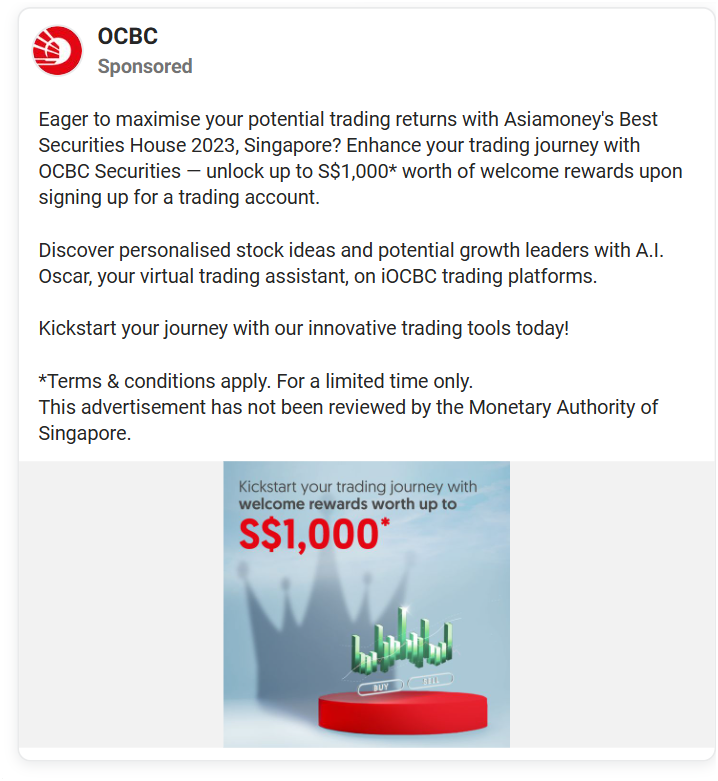 OCBC
Sponsored
Eager to maximise your potential trading returns with Asiamoney's Best
Securities House 2023, Singapore? Enhance your trading journey with
OCBC Securities — unlock up to S$1,000* worth of welcome rewards upon
signing up for a trading account.
Discover personalised stock ideas and potential growth leaders with A.I.
Oscar, your virtual trading assistant, on iOCBC trading platforms.
Kickstart your journey with our innovative trading tools today!
*Terms & conditions apply. For a limited time only.
This advertisement has not been reviewed by the Monetary Authority of
Singapore.
Kickstart your trading journey with
welcome rewards worth up to
S$1,000*
BUY SELL